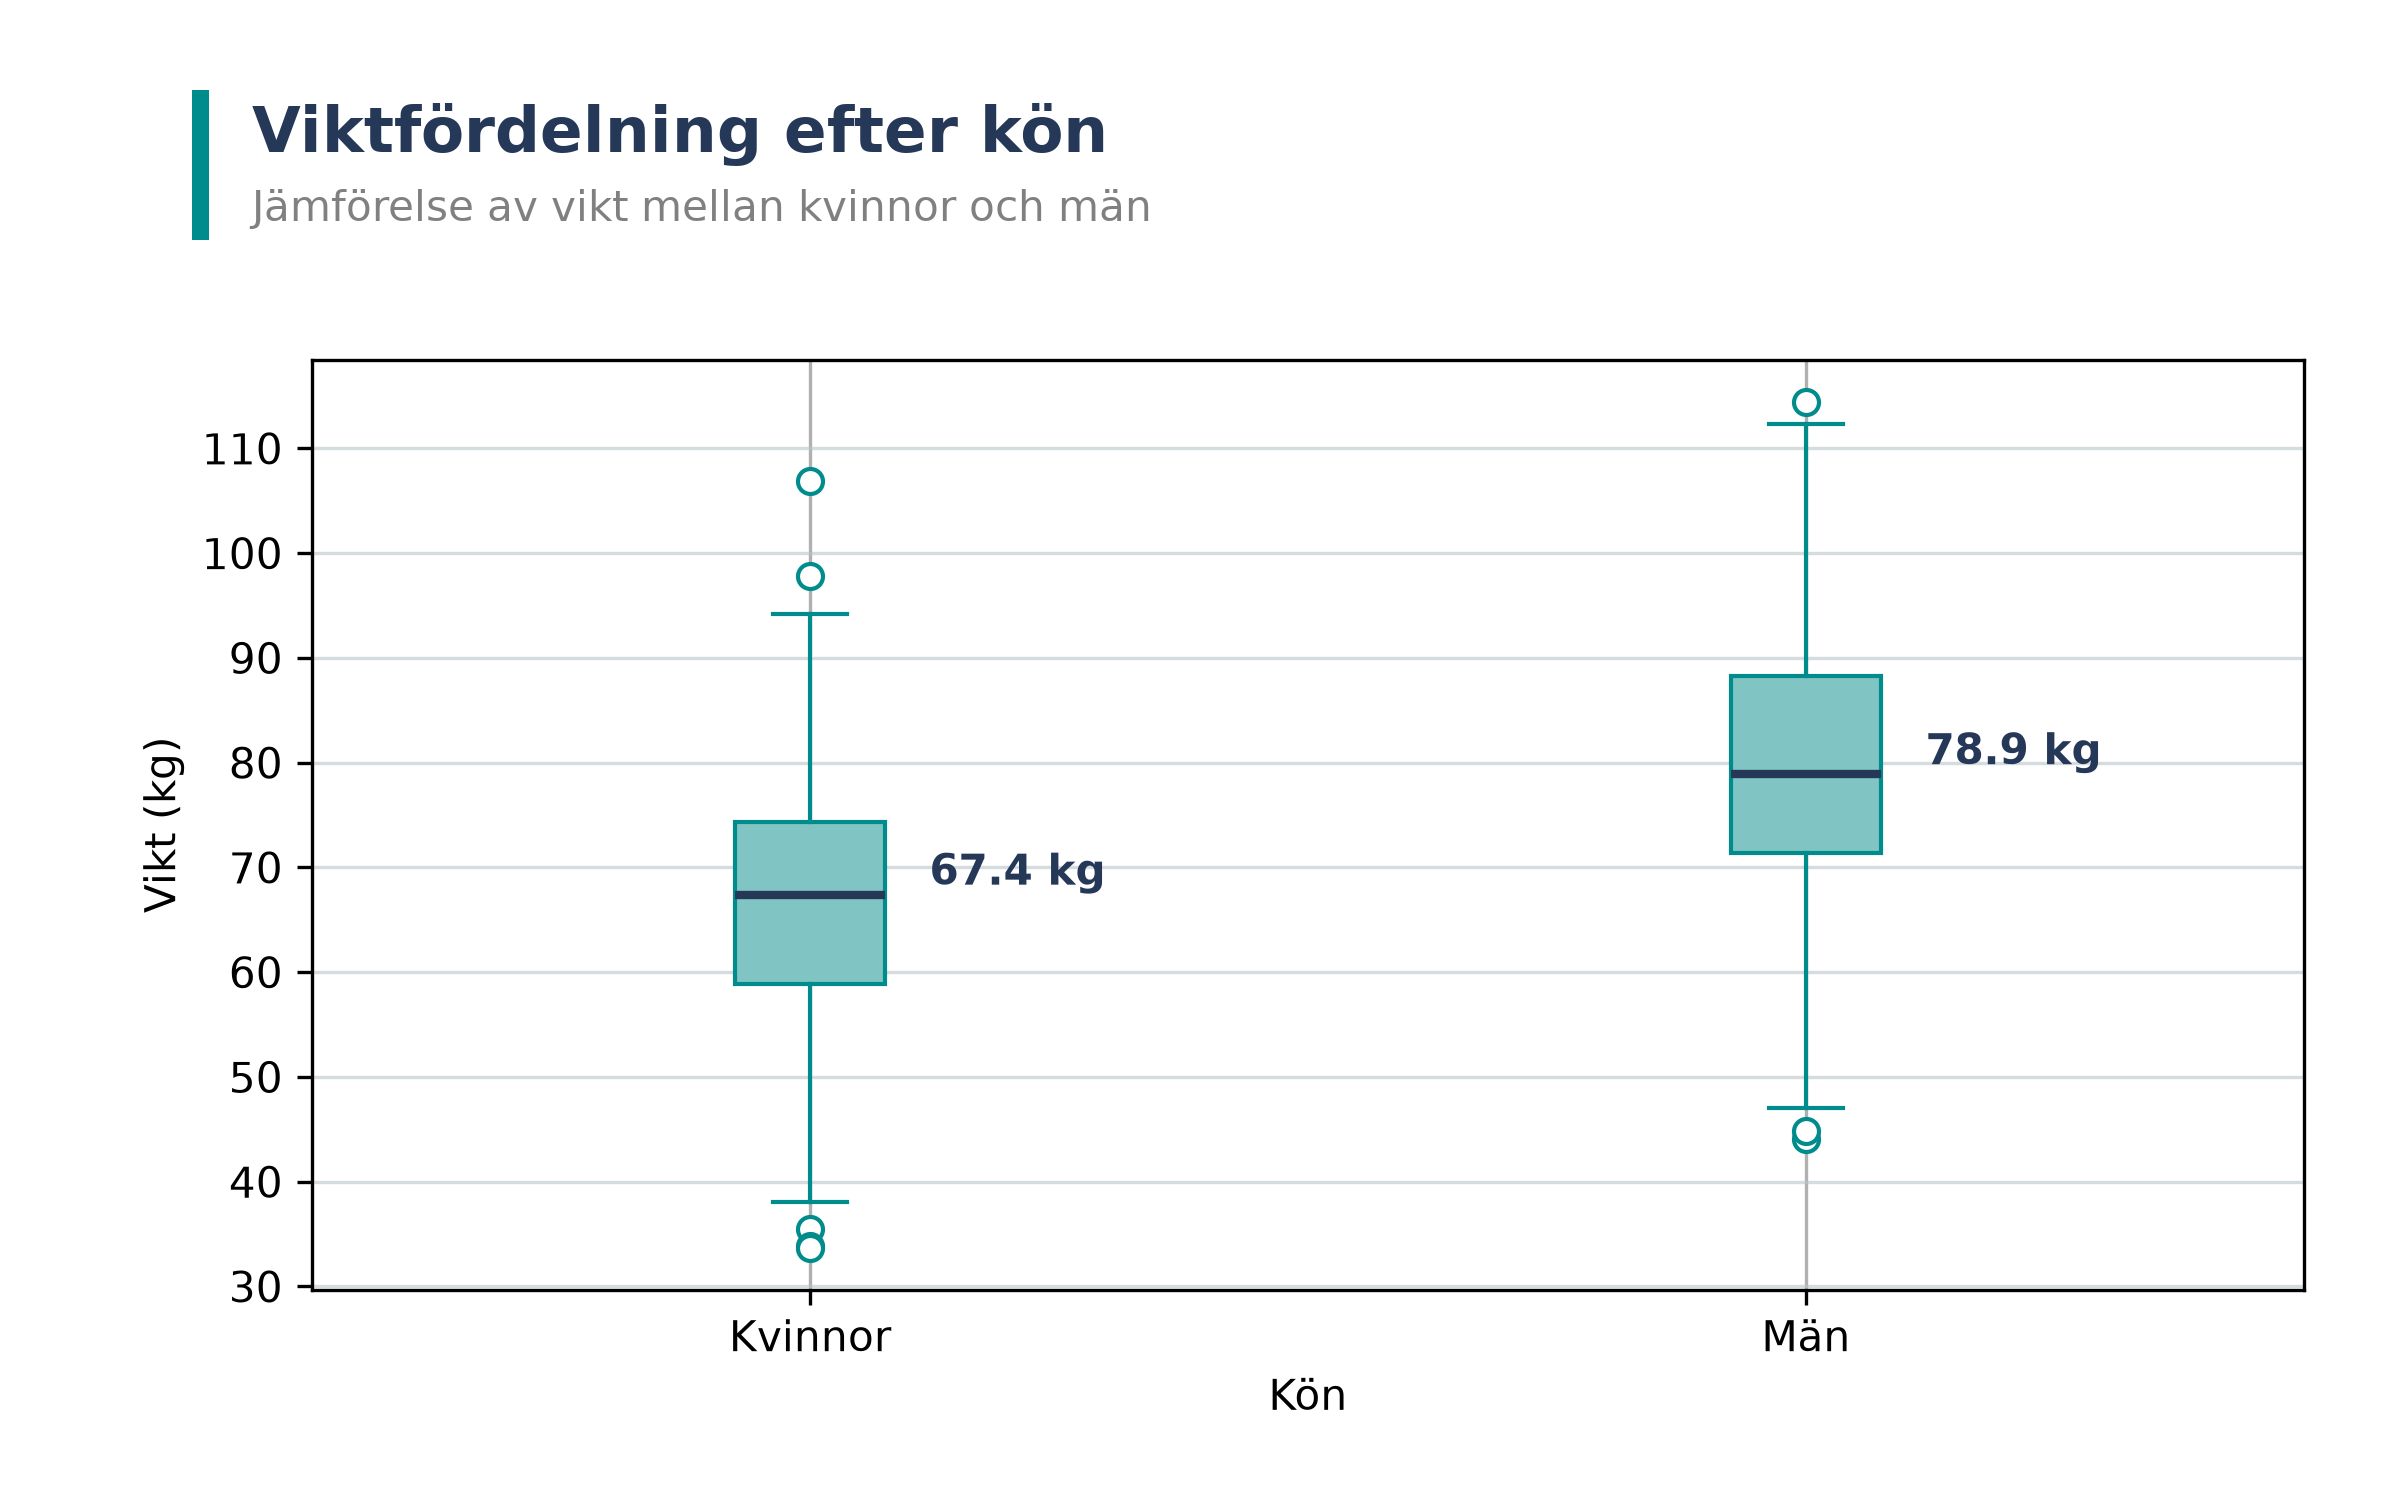 Viktfördelning efter kön
Jämförelse av vikt mellan kvinnor och män
110
100
90
80
70
60
50
40
30
Vikt (kg)
67.4 kg
78.9 kg
Kvinnor
Män
Kön